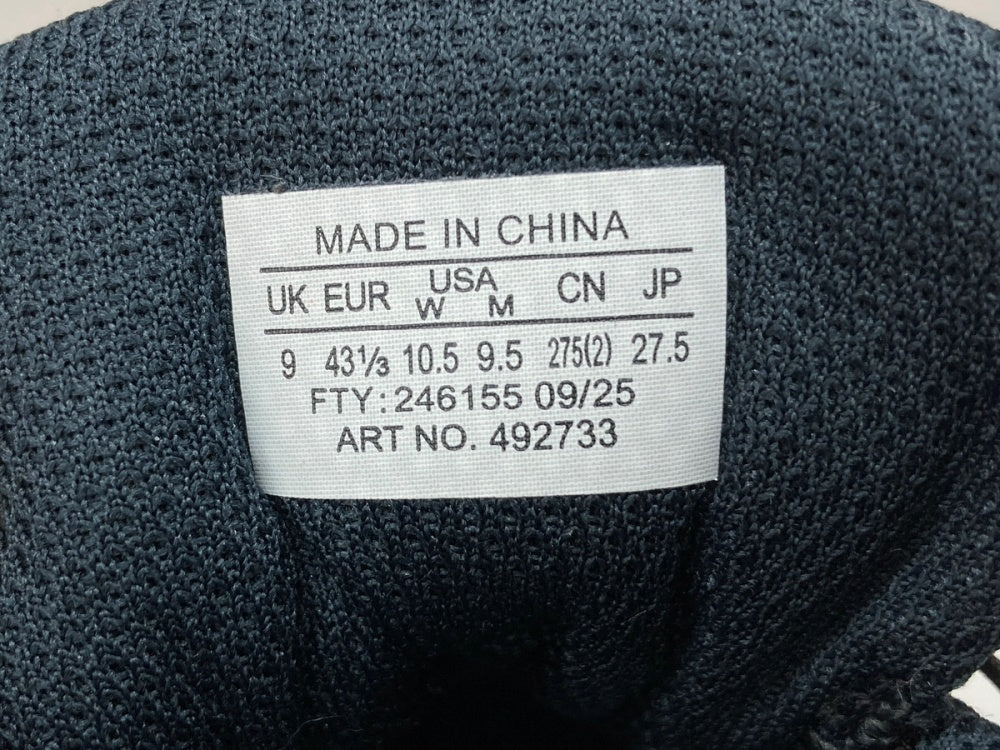 MADE IN CHINA
UK EUR USA W M CN JP
9 43⅓ 10.5 9.5 275(2) 27.5
FTY:246155 09/25
ART NO. 492733